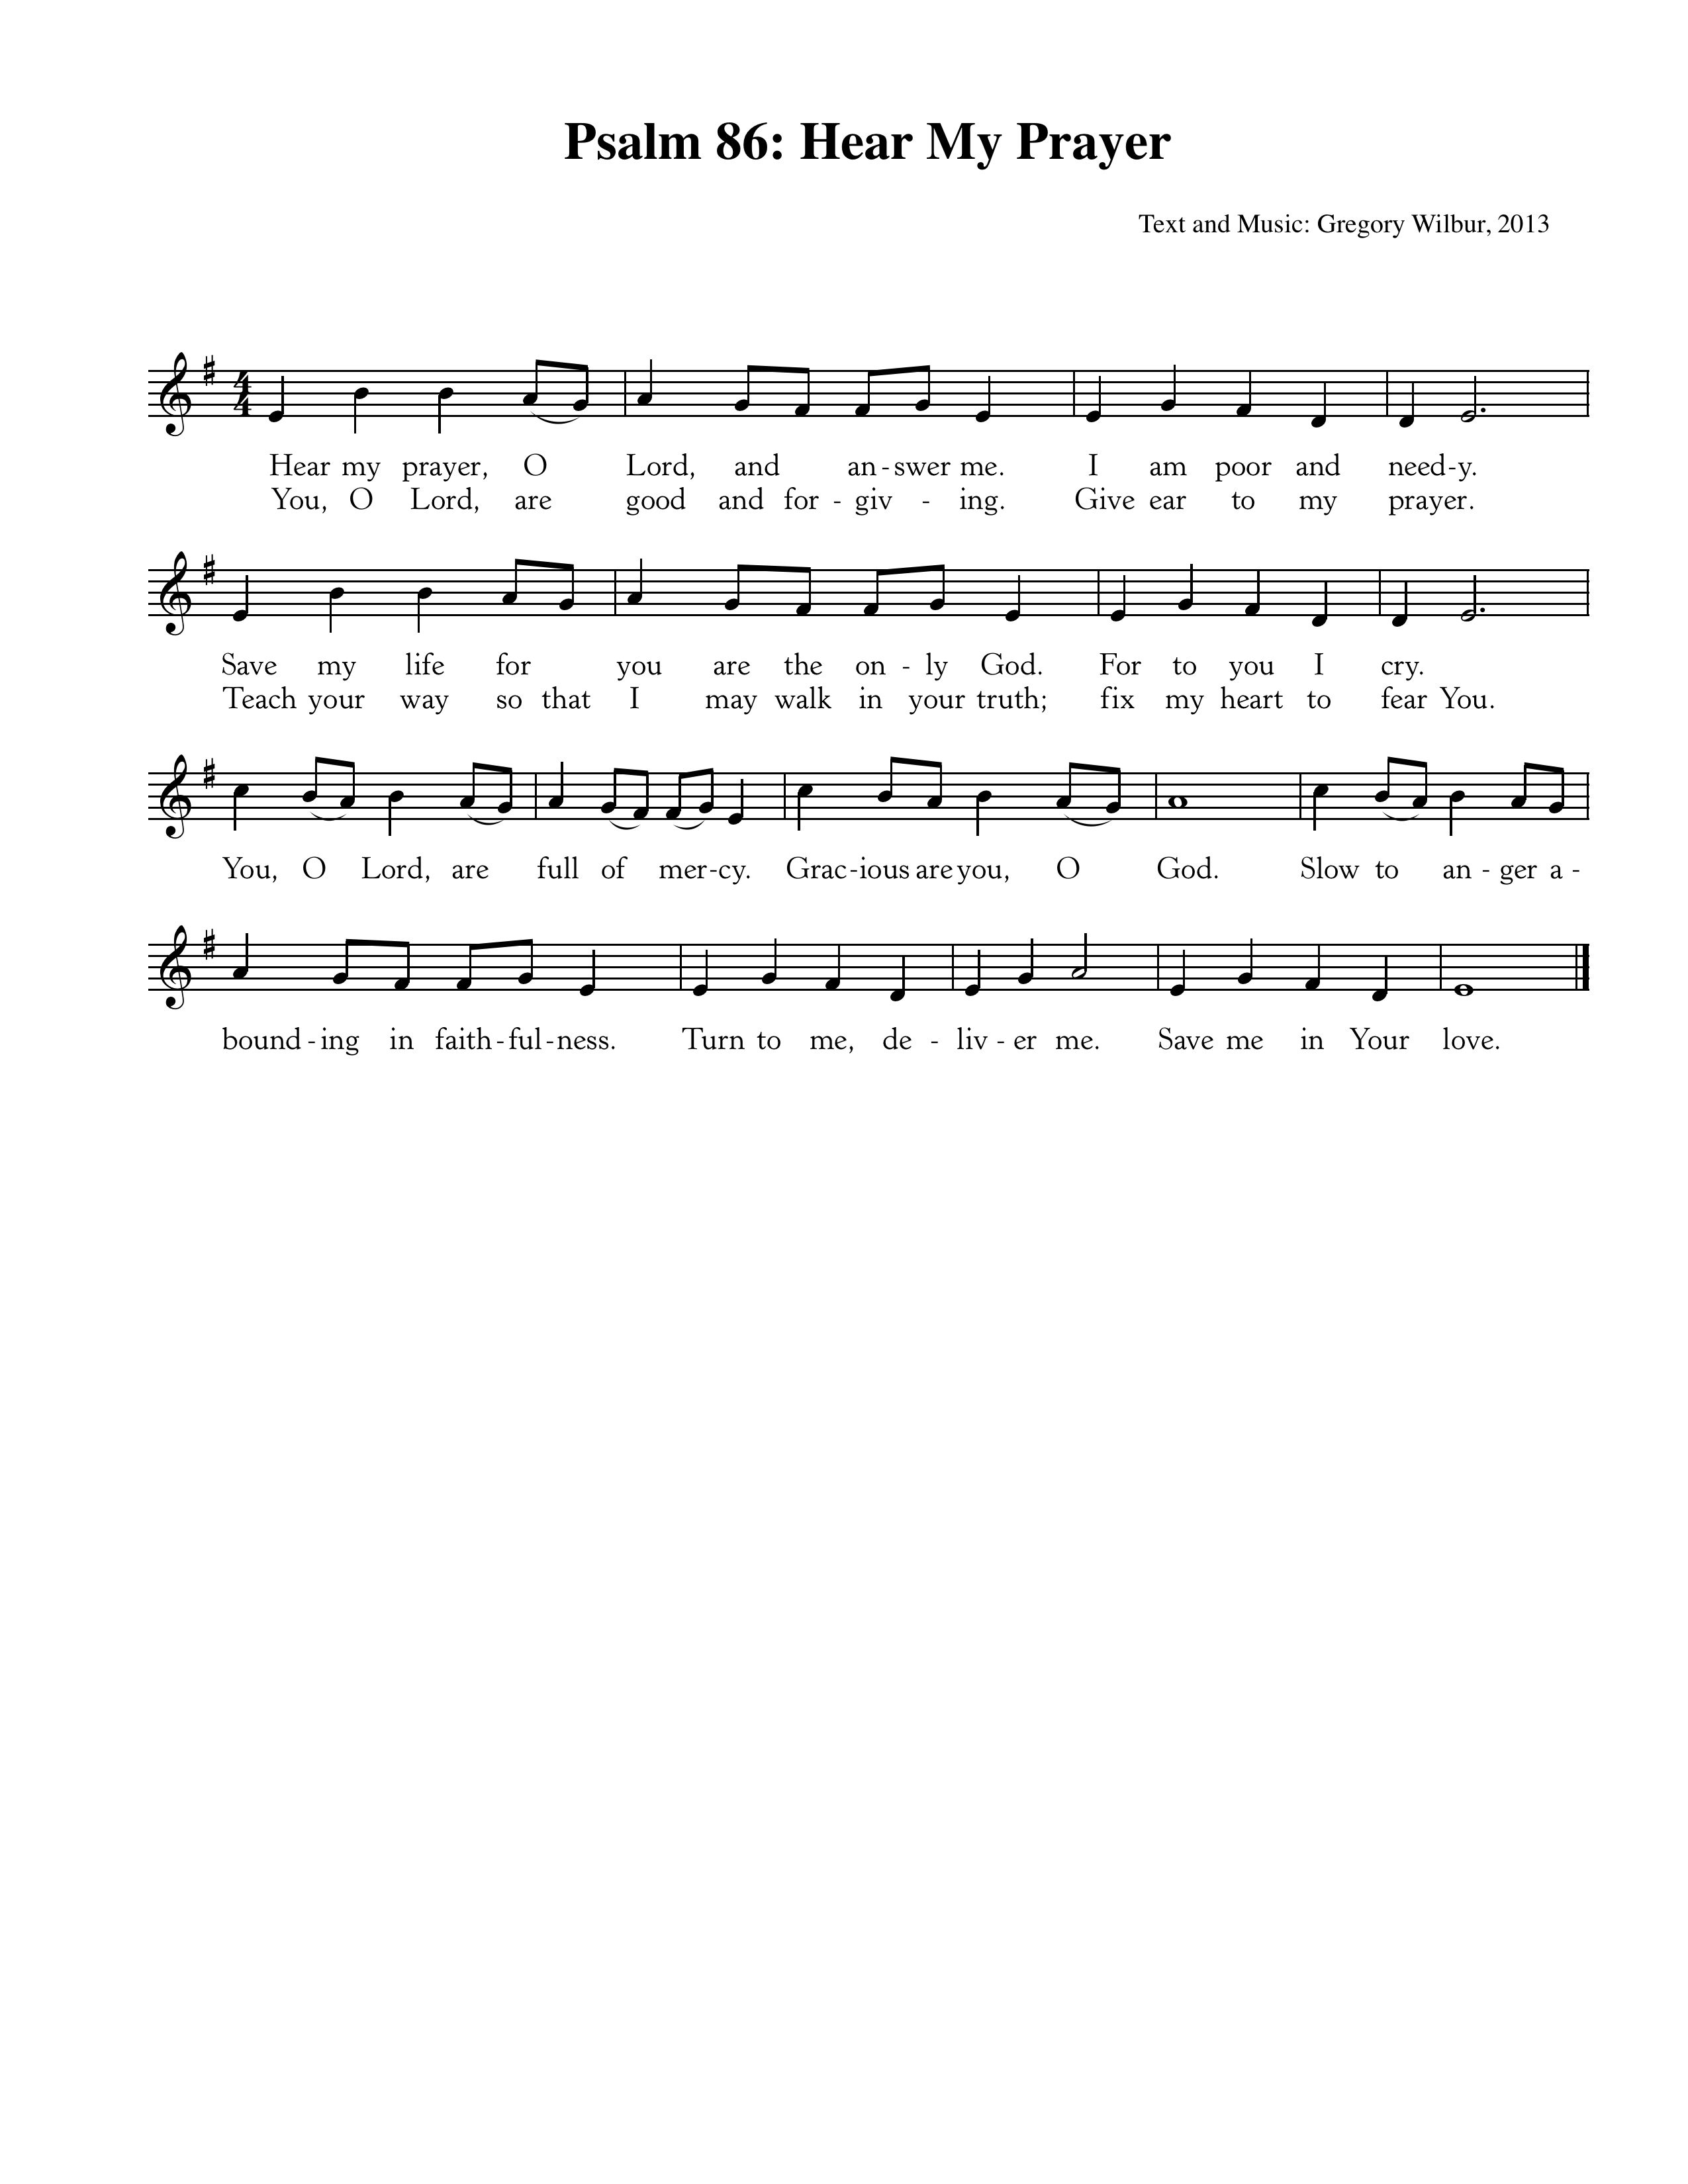 Psalm 86: Hear My Prayer
Text and Music: Gregory Wilbur, 2013
4
4
Hear my prayer, O Lord, and an - swer me. I am poor and need - y.
You, O Lord, are good and for - giv - ing. Give ear to my prayer.
Save my life for you are the on - ly God. For to you I cry.
Teach your way so that I may walk in your truth; fix my heart to fear You.
You, O Lord, are full of mer - cy. Grac - ious are you, O God. Slow to an - ger a -
bound - ing in faith - ful - ness. Turn to me, de - liv - er me. Save me in Your love.